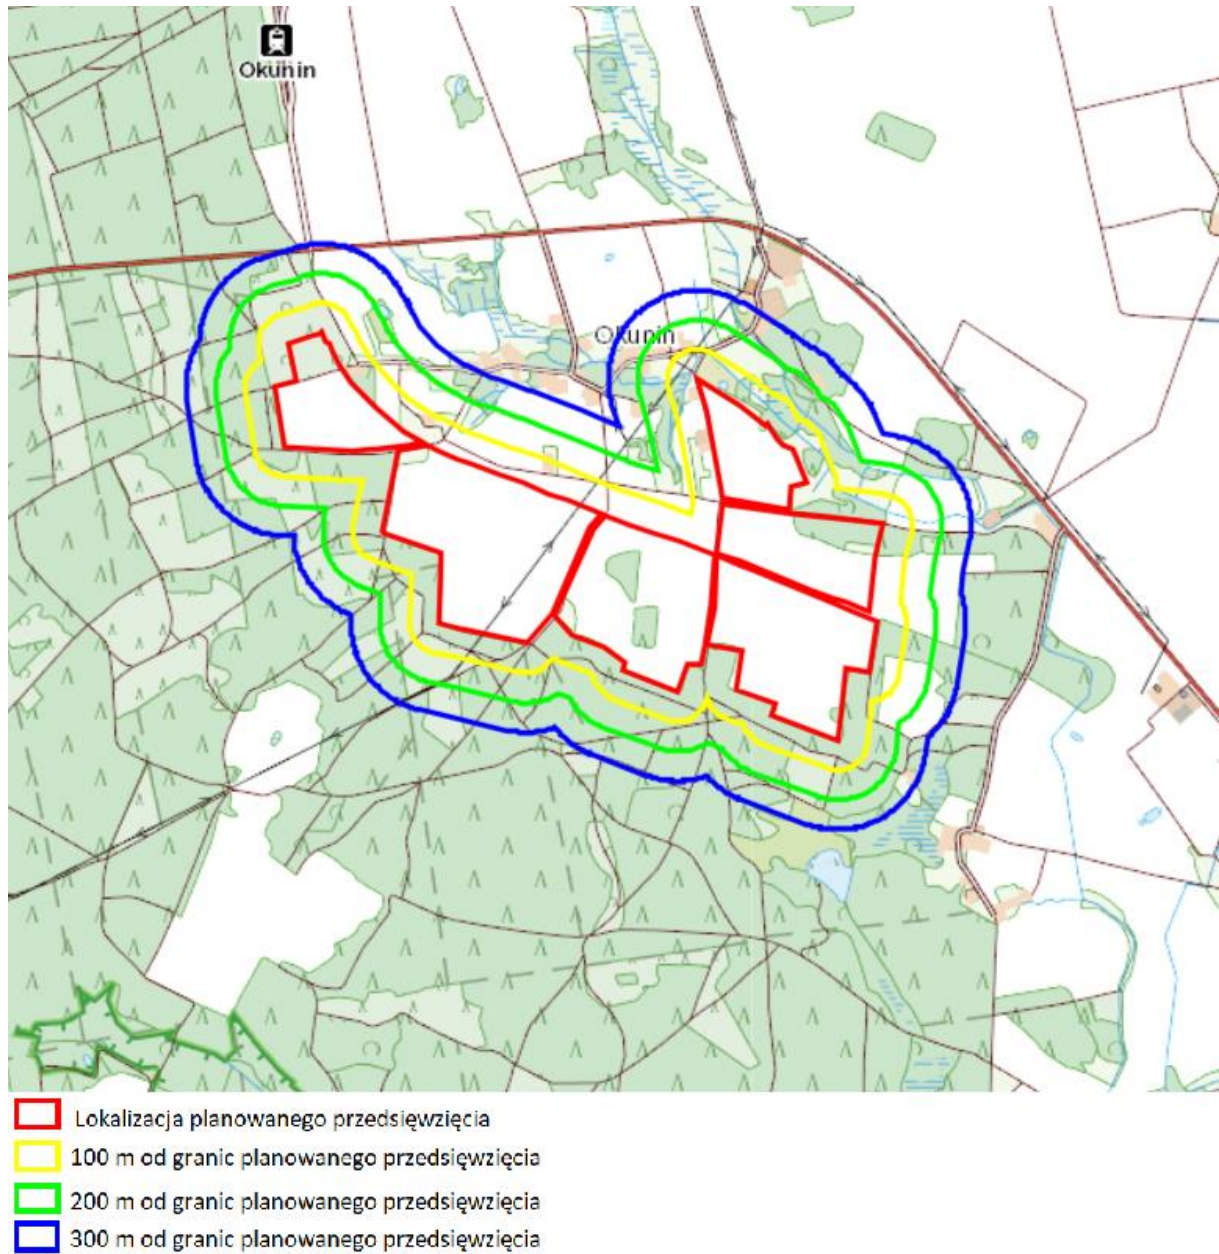 Okunin
Okunin
Lokalizacja planowanego przedsięwzięcia
100 m od granic planowanego przedsięwzięcia
200 m od granic planowanego przedsięwzięcia
300 m od granic planowanego przedsięwzięcia